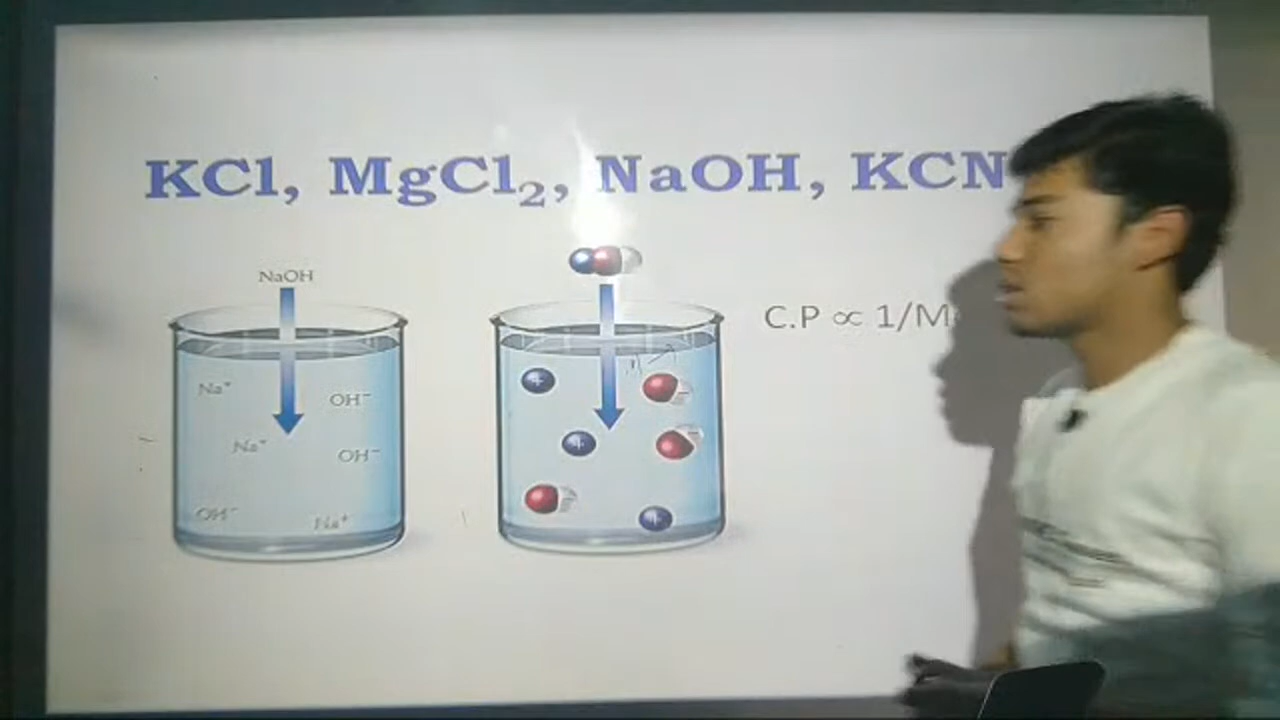 KCl, MgCl₂, NaOH, KCN
NaOH
C.P ∝ 1/M
Na⁺
OH⁻
+
Na⁺
OH⁻
+
OH⁻
Na⁺
+